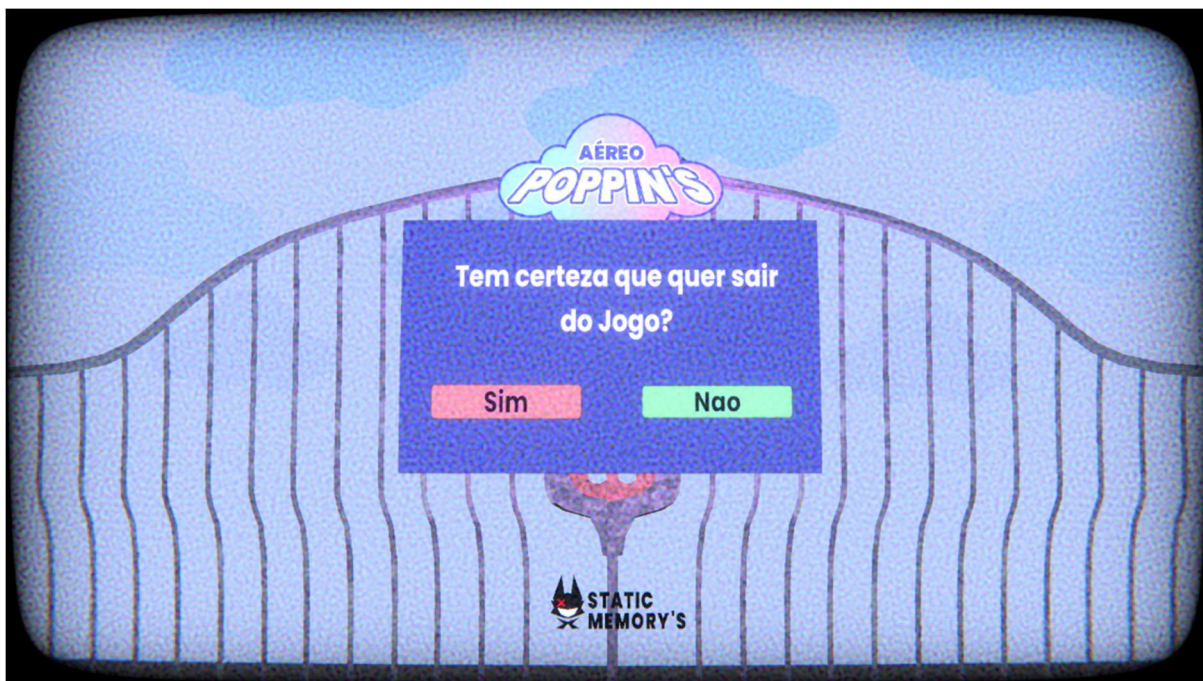 AÉREO
POPPIN'S
Tem certeza que quer sair
do Jogo?
Sim
Nao
STATIC
MEMORY'S